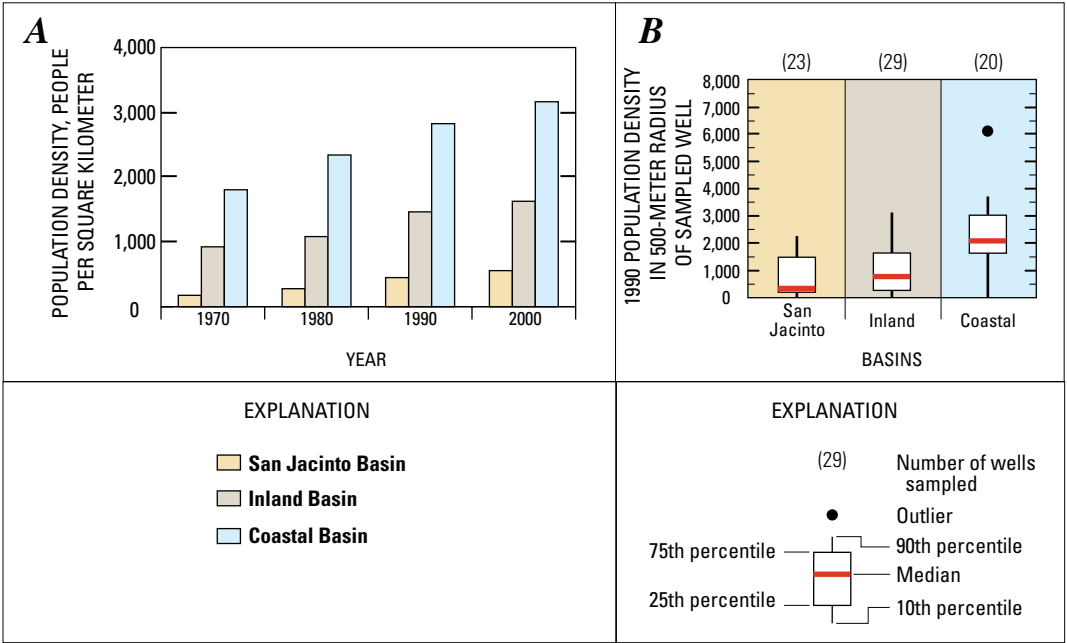 A
POPULATION DENSITY, PEOPLE
PER SQUARE KILOMETER
4,000
3,000
2,000
1,000
0
1970 1980 1990 2000
YEAR
B
1990 POPULATION DENSITY
IN 500-METER RADIUS
OF SAMPLED WELL
(23) (29) (20)
8,000
7,000
6,000
5,000
4,000
3,000
2,000
1,000
0
San
Jacinto
Inland
Coastal
BASINS
EXPLANATION
San Jacinto Basin
Inland Basin
Coastal Basin
EXPLANATION
(29) Number of wells
sampled
Outlier
75th percentile 90th percentile
Median
25th percentile 10th percentile